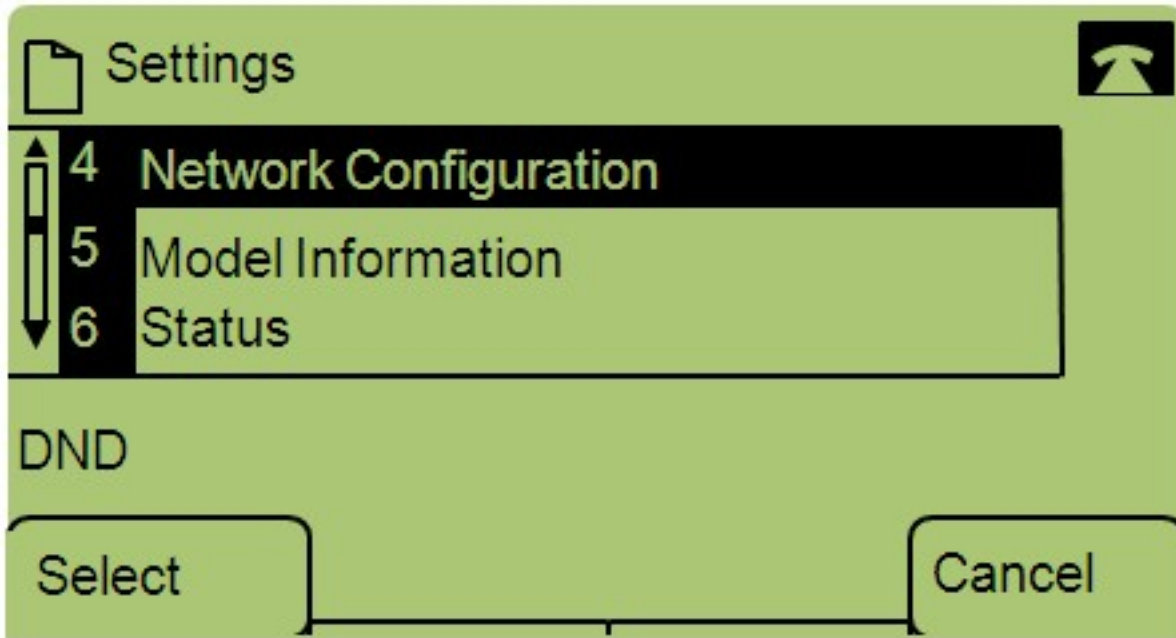 Settings
4 Network Configuration
5 Model Information
6 Status
DND
Select Cancel